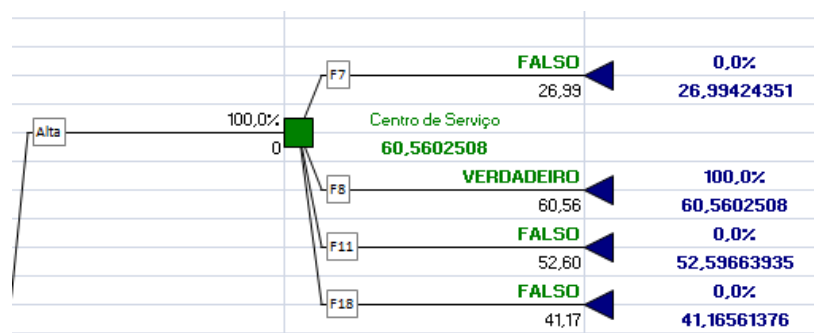 FALSO 0,0%
F7
26,99 26,99424351
100,0% Centro de Serviço
Alta
0 60,5602508
VERDADEIRO 100,0%
F8
60,56 60,5602508
FALSO 0,0%
F11
52,60 52,59663935
FALSO 0,0%
F18
41,17 41,16561376